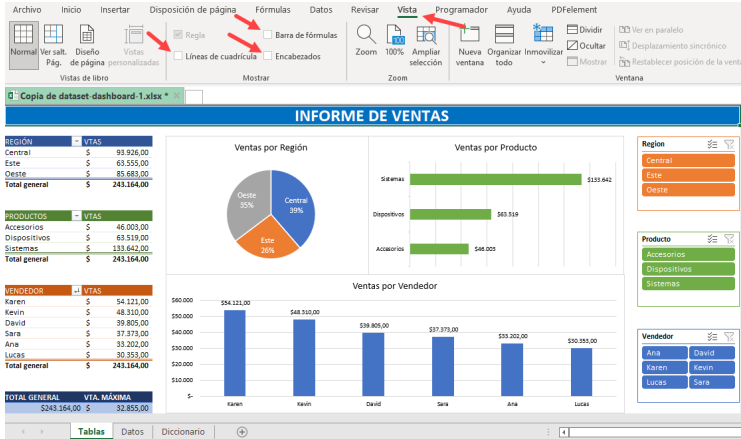 Archivo Inicio Insertar Disposición de página Fórmulas Datos Revisar Vista Programador Ayuda PDFelement
Normal Ver salt. Pág. Diseño de página Vistas personalizadas
Regla Barra de fórmulas
Líneas de cuadrícula Encabezados
Zoom 100% Ampliar selección
Nueva ventana Organizar todo Inmovilizar
Dividir
Ocultar
Mostrar
Ver en paralelo
Desplazamiento sincrónico
Restablecer posición de la venta
Vistas de libro Mostrar Zoom Ventana
Copia de dataset-dashboard-1.xlsx *
INFORME DE VENTAS
REGIÓN VTAS
Central $ 93.926,00
Este $ 63.555,00
Oeste $ 85.683,00
Total general $ 243.164,00
PRODUCTOS VTAS
Accesorios $ 46.003,00
Dispositivos $ 63.519,00
Sistemas $ 133.642,00
Total general $ 243.164,00
VENDEDOR VTAS
Karen $ 54.121,00
Kevin $ 48.310,00
David $ 39.805,00
Sara $ 37.373,00
Ana $ 33.202,00
Lucas $ 30.353,00
Total general $ 243.164,00
TOTAL GENERAL VTA. MÁXIMA
$243.164,00 $ 32.855,00
Ventas por Región
Oeste 35%
Central 39%
Este 26%
Ventas por Producto
Sistemas $133.642
Dispositivos $63.519
Accesorios $46.003
Ventas por Vendedor
$60.000
$50.000
$40.000
$30.000
$20.000
$10.000
$-
$54.121,00 $48.310,00 $39.805,00 $37.373,00 $33.202,00 $30.353,00
Karen Kevin David Sara Ana Lucas
Region
Central
Este
Oeste
Producto
Accesorios
Dispositivos
Sistemas
Vendedor
Ana David
Karen Kevin
Lucas Sara
Tablas Datos Diccionario